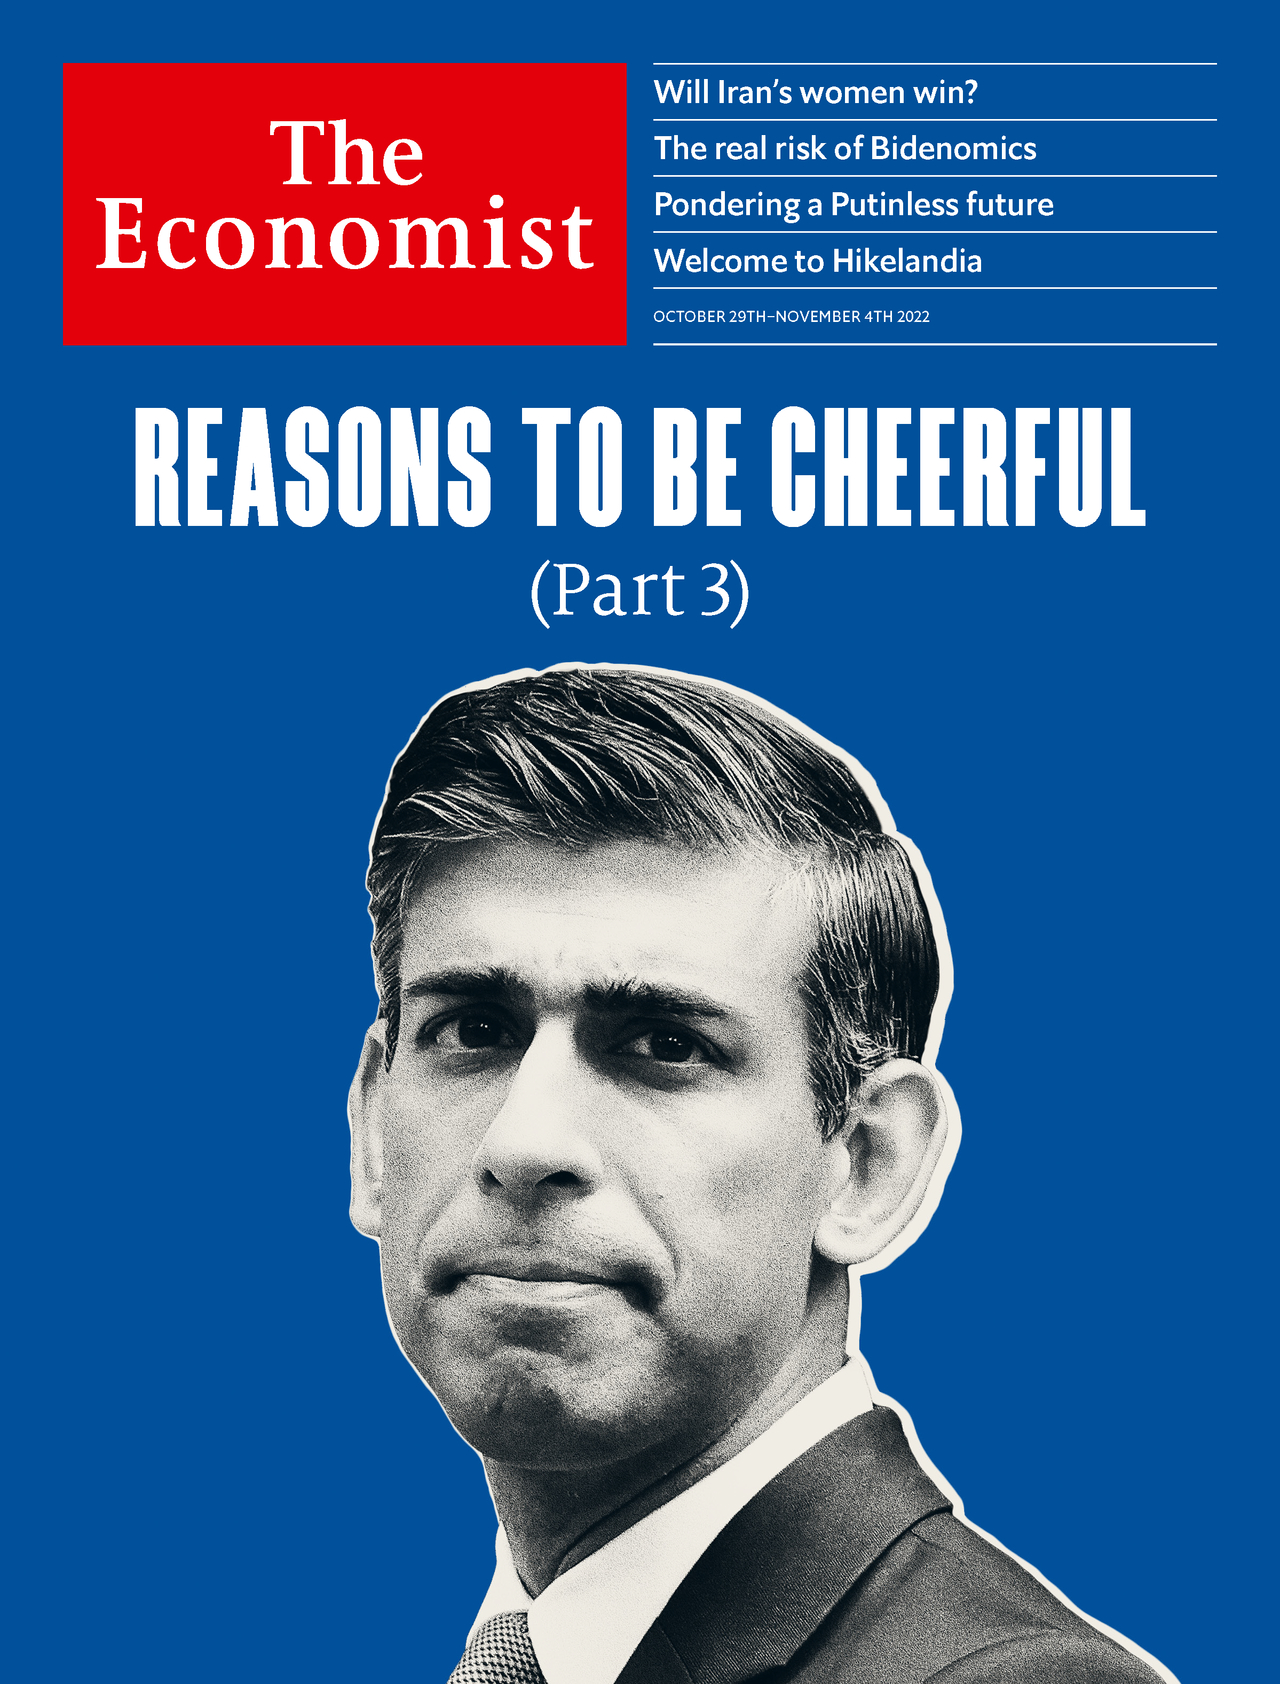 The
Economist
Will Iran’s women win?
The real risk of Bidenomics
Pondering a Putinless future
Welcome to Hikelandia
OCTOBER 29TH–NOVEMBER 4TH 2022
REASONS TO BE CHEERFUL
(Part 3)